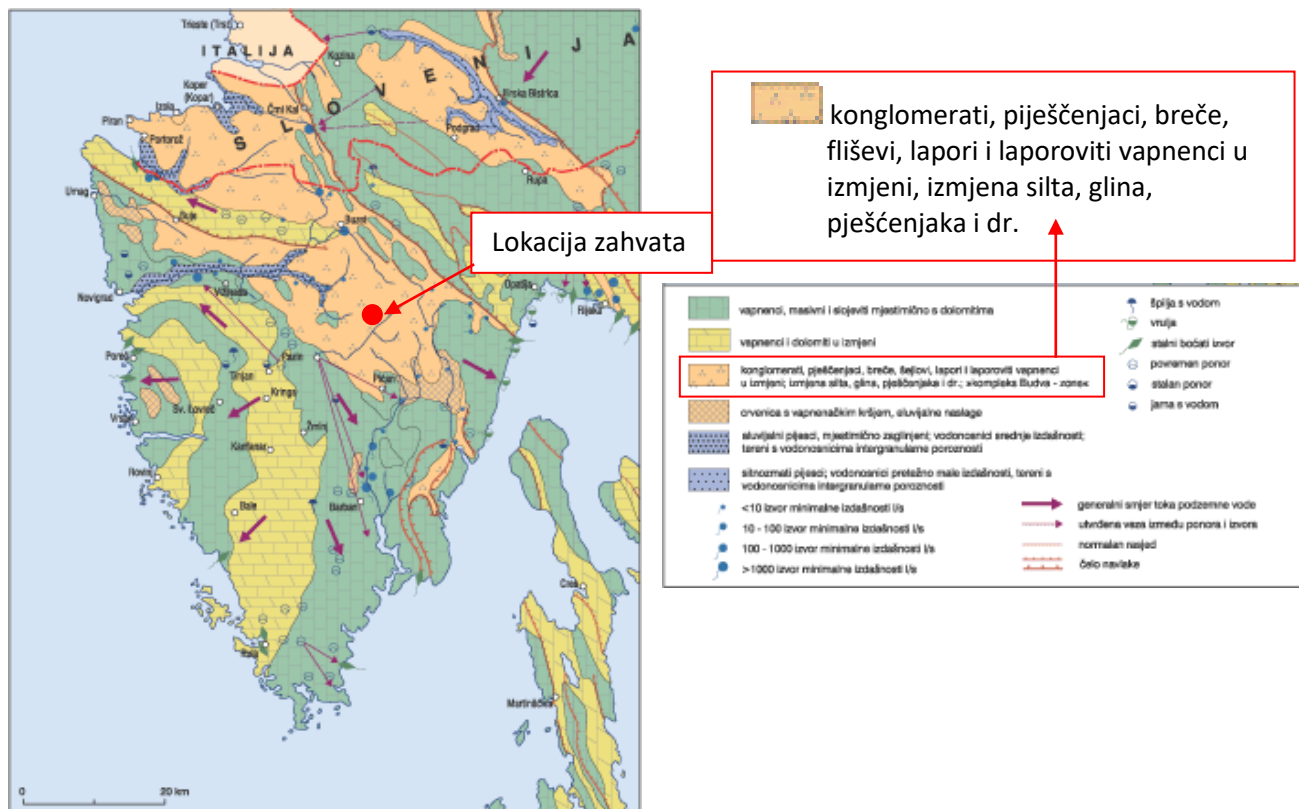 Trieste (Trst)
ITALIJA
Kozina
SLOVENIJA
Koper
(Kopar)
Črni Kal
Ilirska Bistrica
Izola
Piran
Portorož
Podgrad
Rupa
Umag
Buje
Buzet
Lokacija zahvata
Novigrad
Vižinada
Opatija
Rijeka
Poreč
Pazin
Tinjan
Pićan
Kringa
Sv. Lovreč
Vrsar
Žminj
Kanfanar
Rovinj
Bale
Barban
Cres
Pula
Martinšćica
0 20 km
konglomerati, piješčenjaci, breče,
fliševi, lapori i laporoviti vapnenci u
izmjeni, izmjena silta, glina,
pješćenjaka i dr.
vapnenci, masivni i slojeviti mjestimično s dolomitima
vapnenci i dolomiti u izmjeni
konglomerati, pješčenjaci, breče, šejlovi, lapori i laporoviti vapnenci
u izmjeni; izmjena silta, glina, pješčenjaka i dr.; »kompleks Budva - zone«
crvenica s vapnenačkim kršjem, eluvijalne naslage
aluvijalni pijesci, mjestimično zaglinjeni; vodonosnici srednje izdašnosti;
tereni s vodonosnicima intergranularne poroznosti
sitnozrnati pijesci; vodonosnici pretežno male izdašnosti, tereni s
vodonosnicima intergranularne poroznosti
<10 izvor minimalne izdašnosti l/s
10 - 100 izvor minimalne izdašnosti l/s
100 - 1000 izvor minimalne izdašnosti l/s
>1000 izvor minimalne izdašnosti l/s
špilja s vodom
vrulja
stalni bočati izvor
povremen ponor
stalan ponor
jama s vodom
generalni smjer toka podzemne vode
utvrđena veza između ponora i izvora
normalan rasjed
čelo navlake